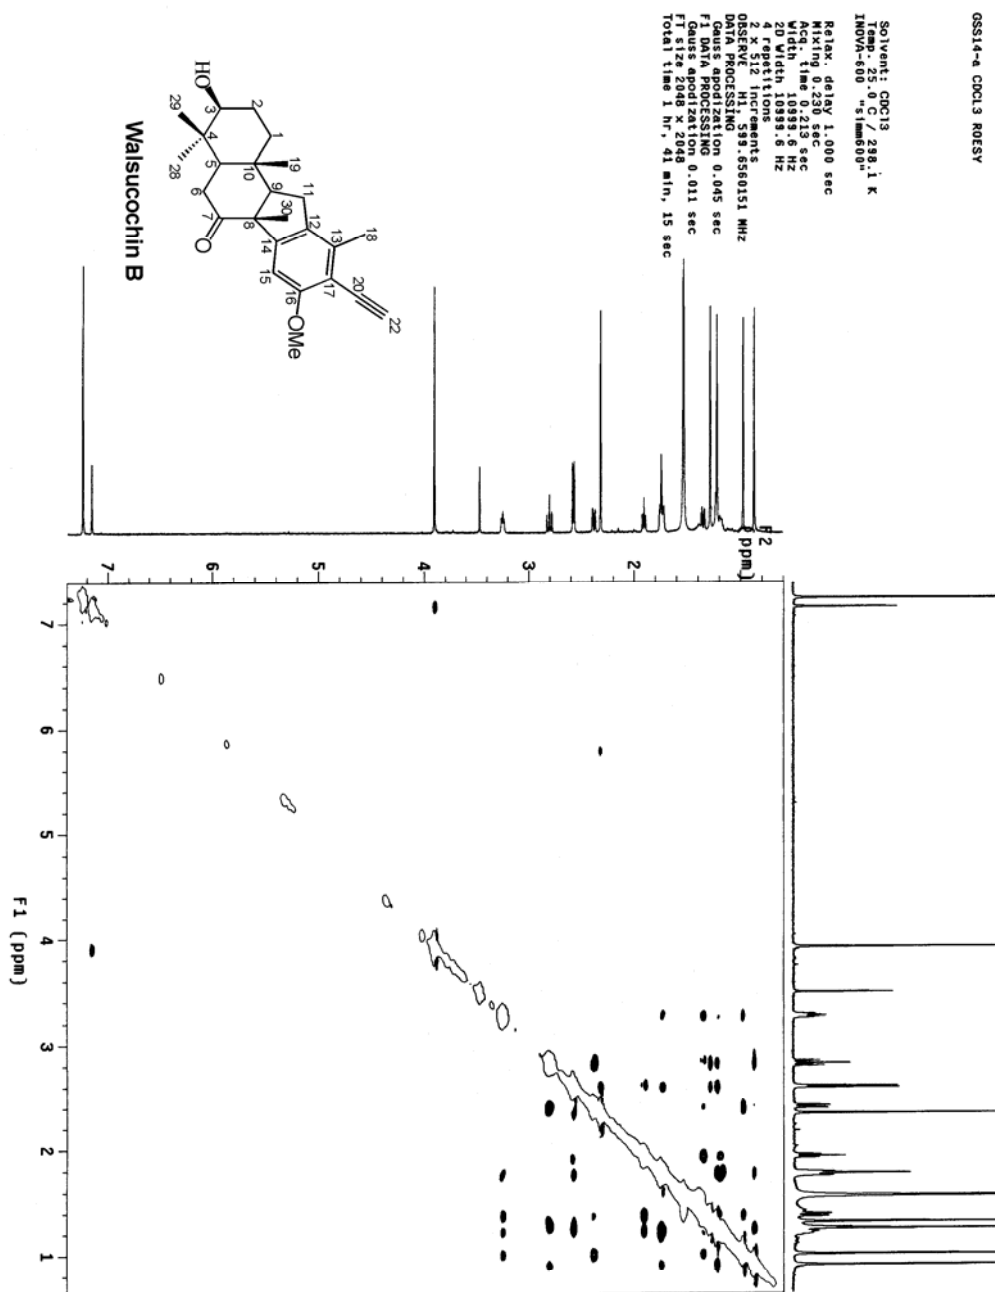 GSS14-a CDCL3 ROESY
Solvent: CDCl3
Temp. 25.0 C / 298.1 K
INOVA-600 "simm600"
Relax. delay 1.000 sec
Mixing 0.230 sec
Acq. time 0.213 sec
Width 10999.6 Hz
2D Width 10999.6 Hz
4 repetitions
2 x 512 increments
OBSERVE H1, 599.6560151 MHz
DATA PROCESSING
Gauss apodization 0.045 sec
F1 DATA PROCESSING
Gauss apodization 0.011 sec
FT size 2048 x 2048
Total time 1 hr, 41 min, 15 sec
HO
29
3
2
4
28
1
5
10
19
6
9
11
7
8
30
12
O
14
13
18
15
16
17
20
22
OMe
Walsucochin B
F2
(ppm)
7
6
5
4
3
2
7
6
5
4
3
2
1
F1 (ppm)